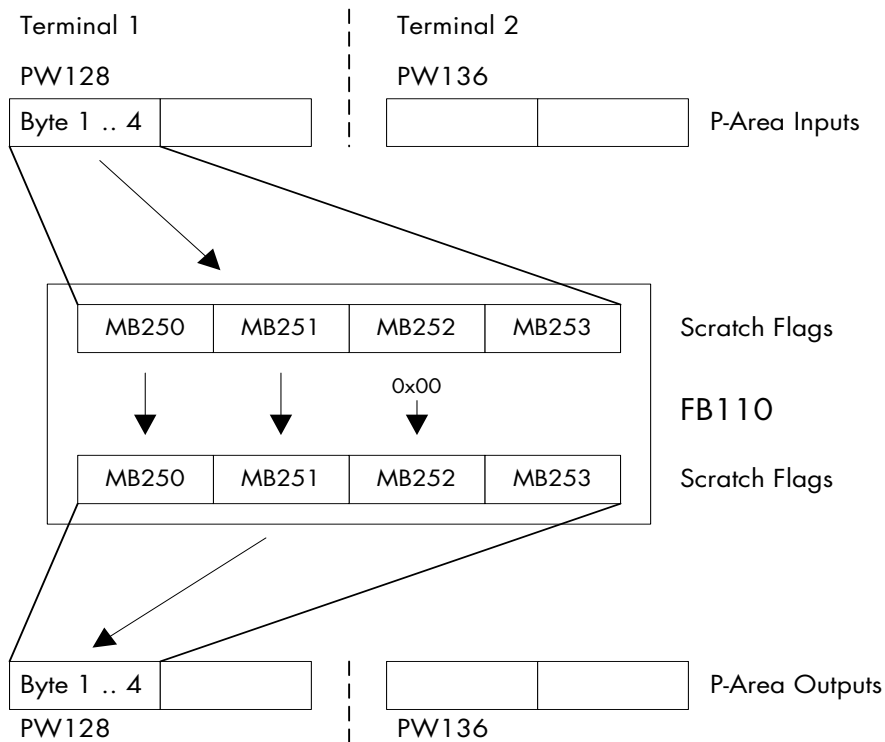 Terminal 1
Terminal 2
PW128
PW136
Byte 1 .. 4
P-Area Inputs
MB250 MB251 MB252 MB253
Scratch Flags
0x00
FB110
MB250 MB251 MB252 MB253
Scratch Flags
Byte 1 .. 4
P-Area Outputs
PW128
PW136